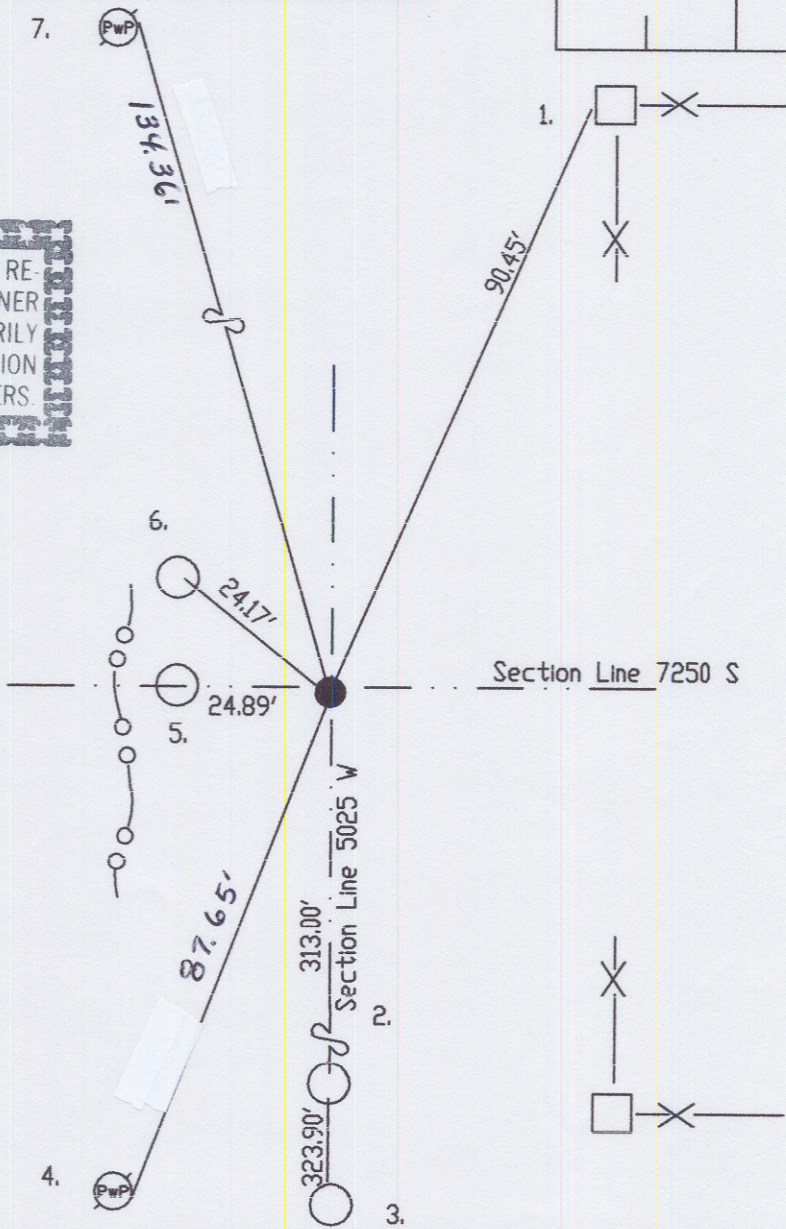 7.
PwP
134.36'
1.
90.45'
RE-
NER
RILY
ION
ERS.
6.
24.17'
Section Line 7250 S
24.89'
5.
Section Line 5025 W
313.00'
87.65'
2.
323.90'
4.
PwP
3.